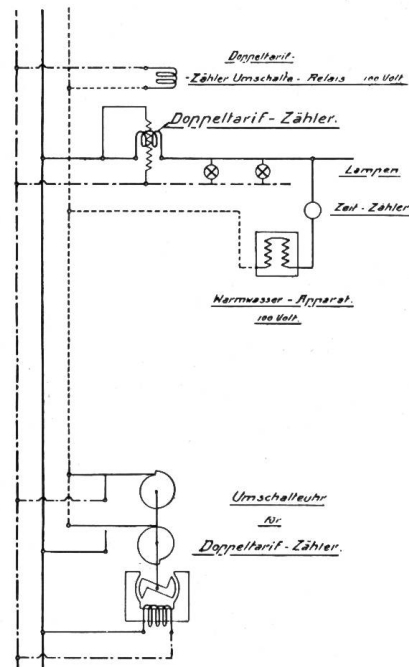 Doppeltarif-
Zähler Umschalte-Relais 100 Volt
Doppeltarif-Zähler.
Lampen
Zeit-Zähler
Warmwasser-Apparat.
100 Volt.
Umschalteuhr
für
Doppeltarif-Zähler.